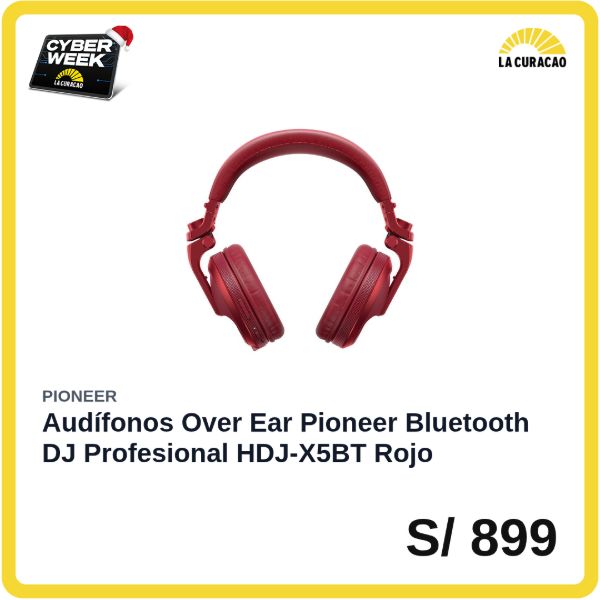 CYBER
WEEK
LA CURACAO
LA CURACAO
PIONEER
Audífonos Over Ear Pioneer Bluetooth
DJ Profesional HDJ-X5BT Rojo
S/ 899